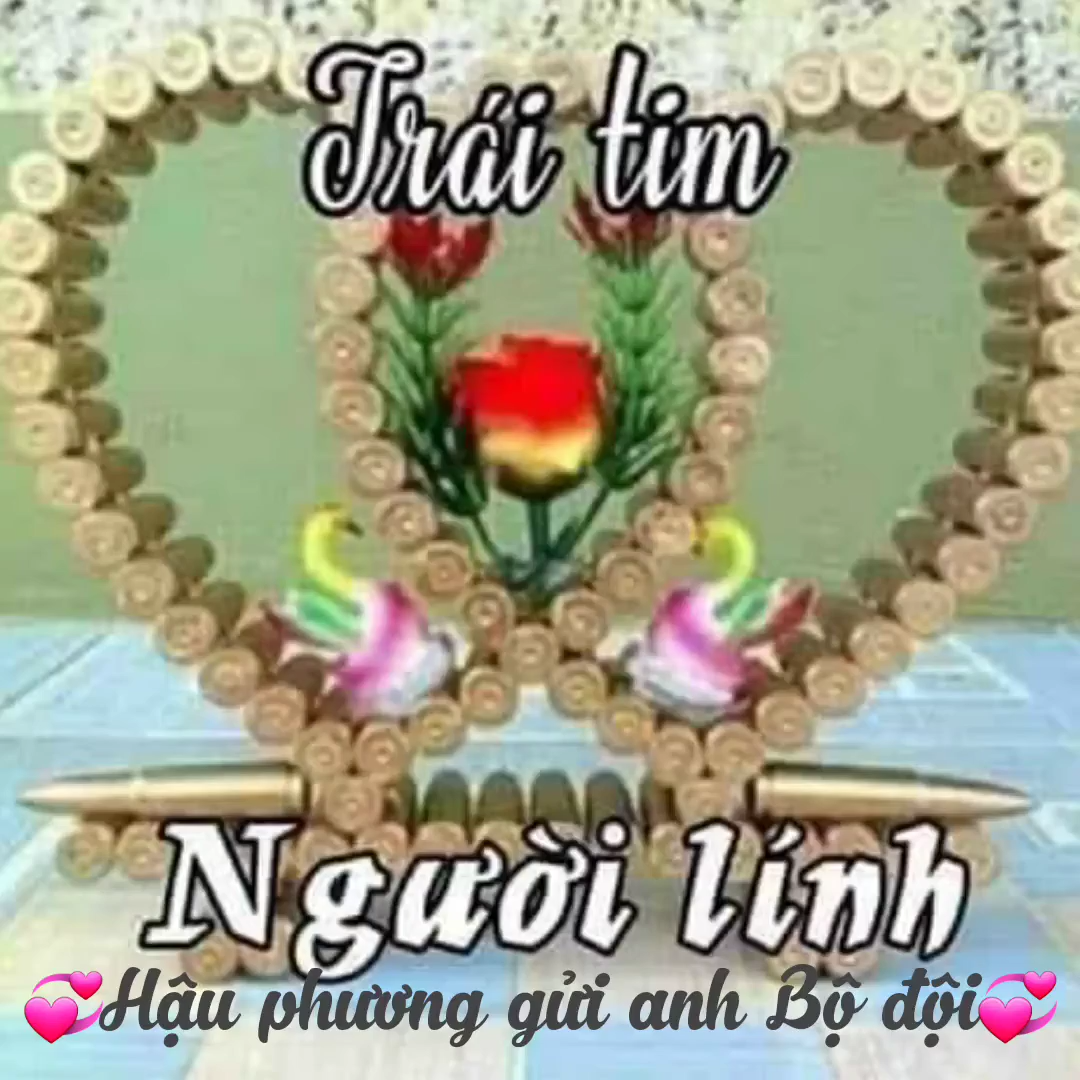 Trái tim
Người lính
💞Hậu phương gửi anh Bộ đội💞